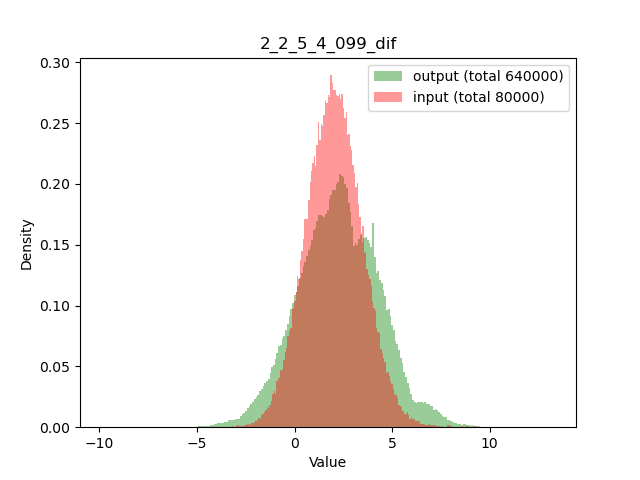 2_2_5_4_099_dif
output (total 640000)
input (total 80000)
Density
0.30
0.25
0.20
0.15
0.10
0.05
0.00
−10
−5
0
5
10
Value